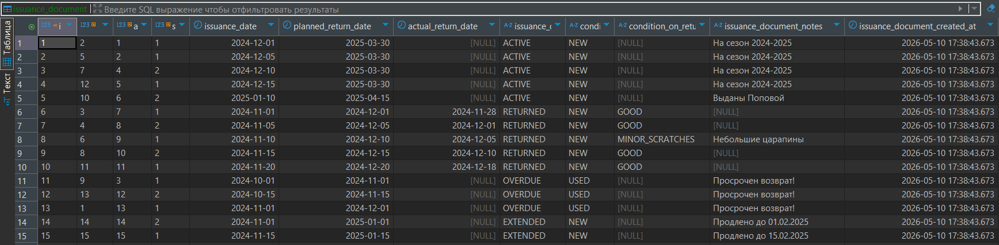 issuance_document Введите SQL выражение чтобы отфильтровать результаты
Таблица
Текст
123 i 123 123 a 123 s issuance_date planned_return_date actual_return_date A-Z issuance_c A-Z condi A-Z condition_on_retu A-Z issuance_document_notes issuance_document_created_at
1 1 2 1 1 2024-12-01 2025-03-30 [NULL] ACTIVE NEW [NULL] На сезон 2024-2025 2026-05-10 17:38:43.673
2 2 5 2 1 2024-12-05 2025-03-30 [NULL] ACTIVE NEW [NULL] На сезон 2024-2025 2026-05-10 17:38:43.673
3 3 7 4 2 2024-12-10 2025-03-30 [NULL] ACTIVE NEW [NULL] На сезон 2024-2025 2026-05-10 17:38:43.673
4 4 12 5 1 2024-12-15 2025-03-30 [NULL] ACTIVE NEW [NULL] На сезон 2024-2025 2026-05-10 17:38:43.673
5 5 10 6 2 2025-01-10 2025-04-15 [NULL] ACTIVE NEW [NULL] Выданы Поповой 2026-05-10 17:38:43.673
6 6 3 7 1 2024-11-01 2024-12-01 2024-11-28 RETURNED NEW GOOD [NULL] 2026-05-10 17:38:43.673
7 7 4 8 2 2024-11-05 2024-12-05 2024-12-01 RETURNED NEW GOOD [NULL] 2026-05-10 17:38:43.673
8 8 6 9 1 2024-11-10 2024-12-10 2024-12-05 RETURNED NEW MINOR_SCRATCHES Небольшие царапины 2026-05-10 17:38:43.673
9 9 8 10 2 2024-11-15 2024-12-15 2024-12-10 RETURNED NEW GOOD [NULL] 2026-05-10 17:38:43.673
10 10 11 11 1 2024-11-20 2024-12-20 2024-12-18 RETURNED NEW GOOD [NULL] 2026-05-10 17:38:43.673
11 11 9 3 1 2024-10-01 2024-11-01 [NULL] OVERDUE USED [NULL] Просрочен возврат! 2026-05-10 17:38:43.673
12 12 13 12 2 2024-10-15 2024-11-15 [NULL] OVERDUE USED [NULL] Просрочен возврат! 2026-05-10 17:38:43.673
13 13 1 13 1 2024-11-01 2024-12-01 [NULL] OVERDUE USED [NULL] Просрочен возврат! 2026-05-10 17:38:43.673
14 14 14 14 2 2024-11-01 2025-01-01 [NULL] EXTENDED NEW [NULL] Продлено до 01.02.2025 2026-05-10 17:38:43.673
15 15 15 15 1 2024-11-15 2025-01-15 [NULL] EXTENDED NEW [NULL] Продлено до 15.02.2025 2026-05-10 17:38:43.673